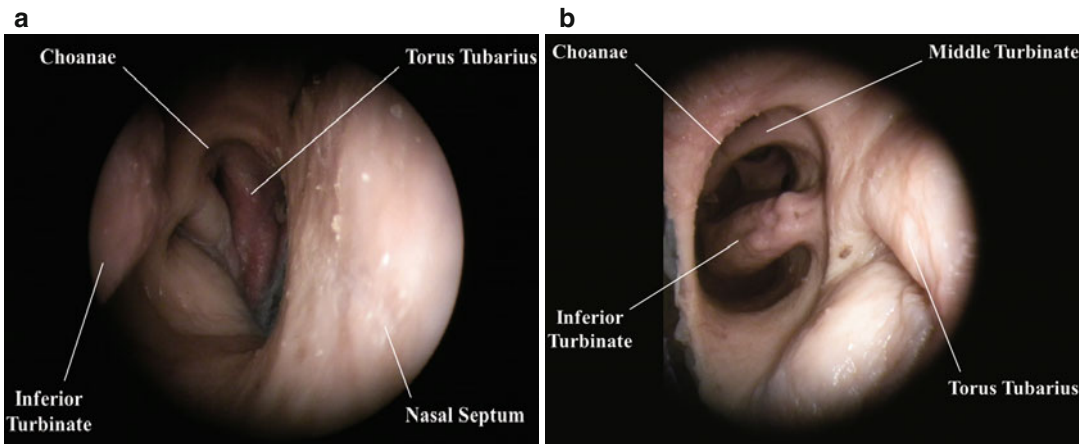 a
Choanae
Torus Tubarius
Inferior
Turbinate
Nasal Septum
b
Choanae
Middle Turbinate
Inferior
Turbinate
Torus Tubarius